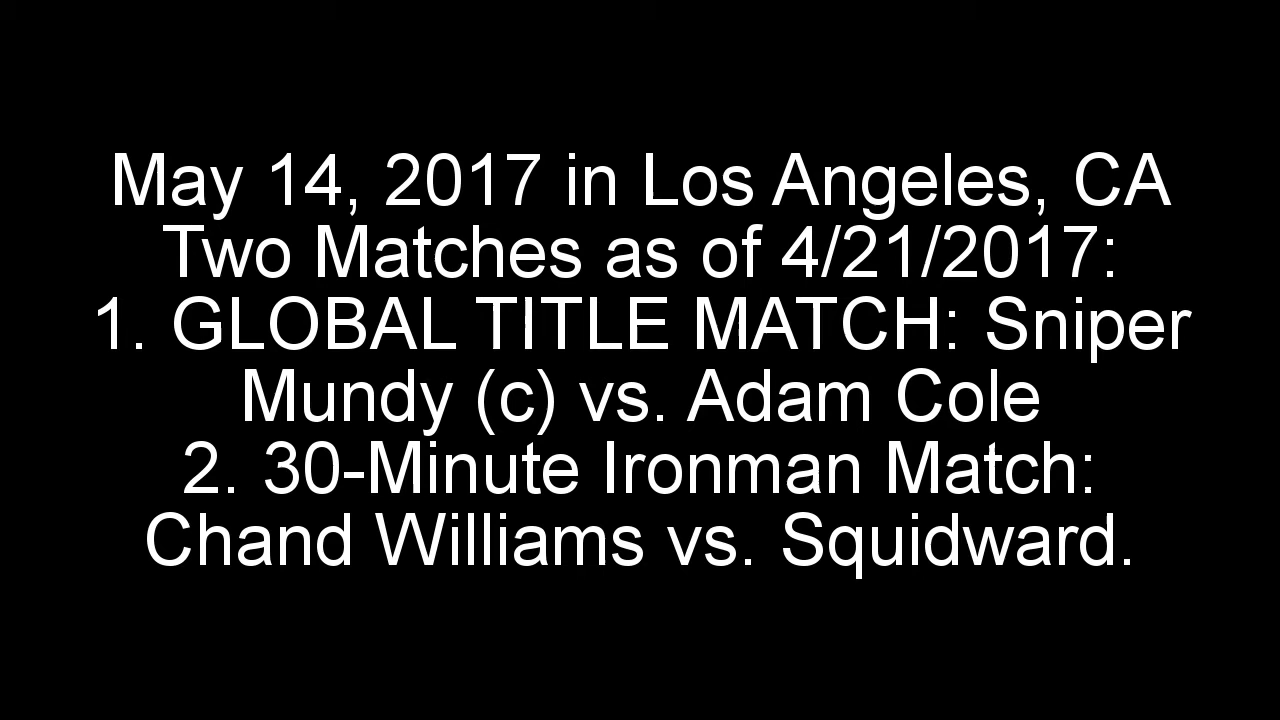 May 14, 2017 in Los Angeles, CA
Two Matches as of 4/21/2017:
1. GLOBAL TITLE MATCH: Sniper
Mundy (c) vs. Adam Cole
2. 30-Minute Ironman Match:
Chand Williams vs. Squidward.